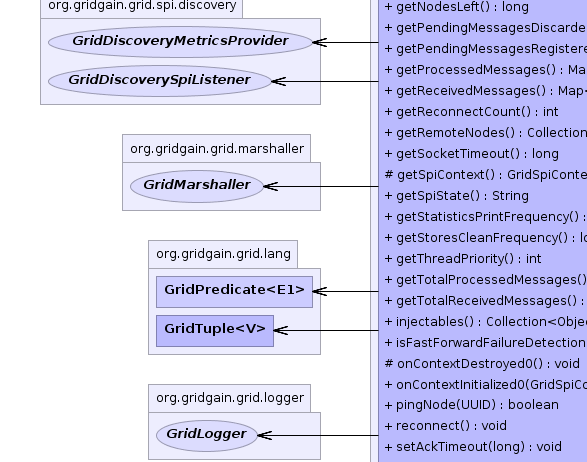 org.gridgain.grid.spi.discovery
GridDiscoveryMetricsProvider
GridDiscoverySpiListener
org.gridgain.grid.marshaller
GridMarshaller
org.gridgain.grid.lang
GridPredicate<E1>
GridTuple<V>
org.gridgain.grid.logger
GridLogger
+ getNodesLeft() : long
+ getPendingMessagesDiscarde
+ getPendingMessagesRegistere
+ getProcessedMessages() : Ma
+ getReceivedMessages() : Map<
+ getReconnectCount() : int
+ getRemoteNodes() : Collection
+ getSocketTimeout() : long
# getSpiContext() : GridSpiConte
+ getSpiState() : String
+ getStatisticsPrintFrequency() :
+ getStoresCleanFrequency() : lo
+ getThreadPriority() : int
+ getTotalProcessedMessages()
+ getTotalReceivedMessages() :
+ injectables() : Collection<Objec
+ isFastForwardFailureDetection
# onContextDestroyed0() : void
+ onContextInitialized0(GridSpiCo
+ pingNode(UUID) : boolean
+ reconnect() : void
+ setAckTimeout(long) : void